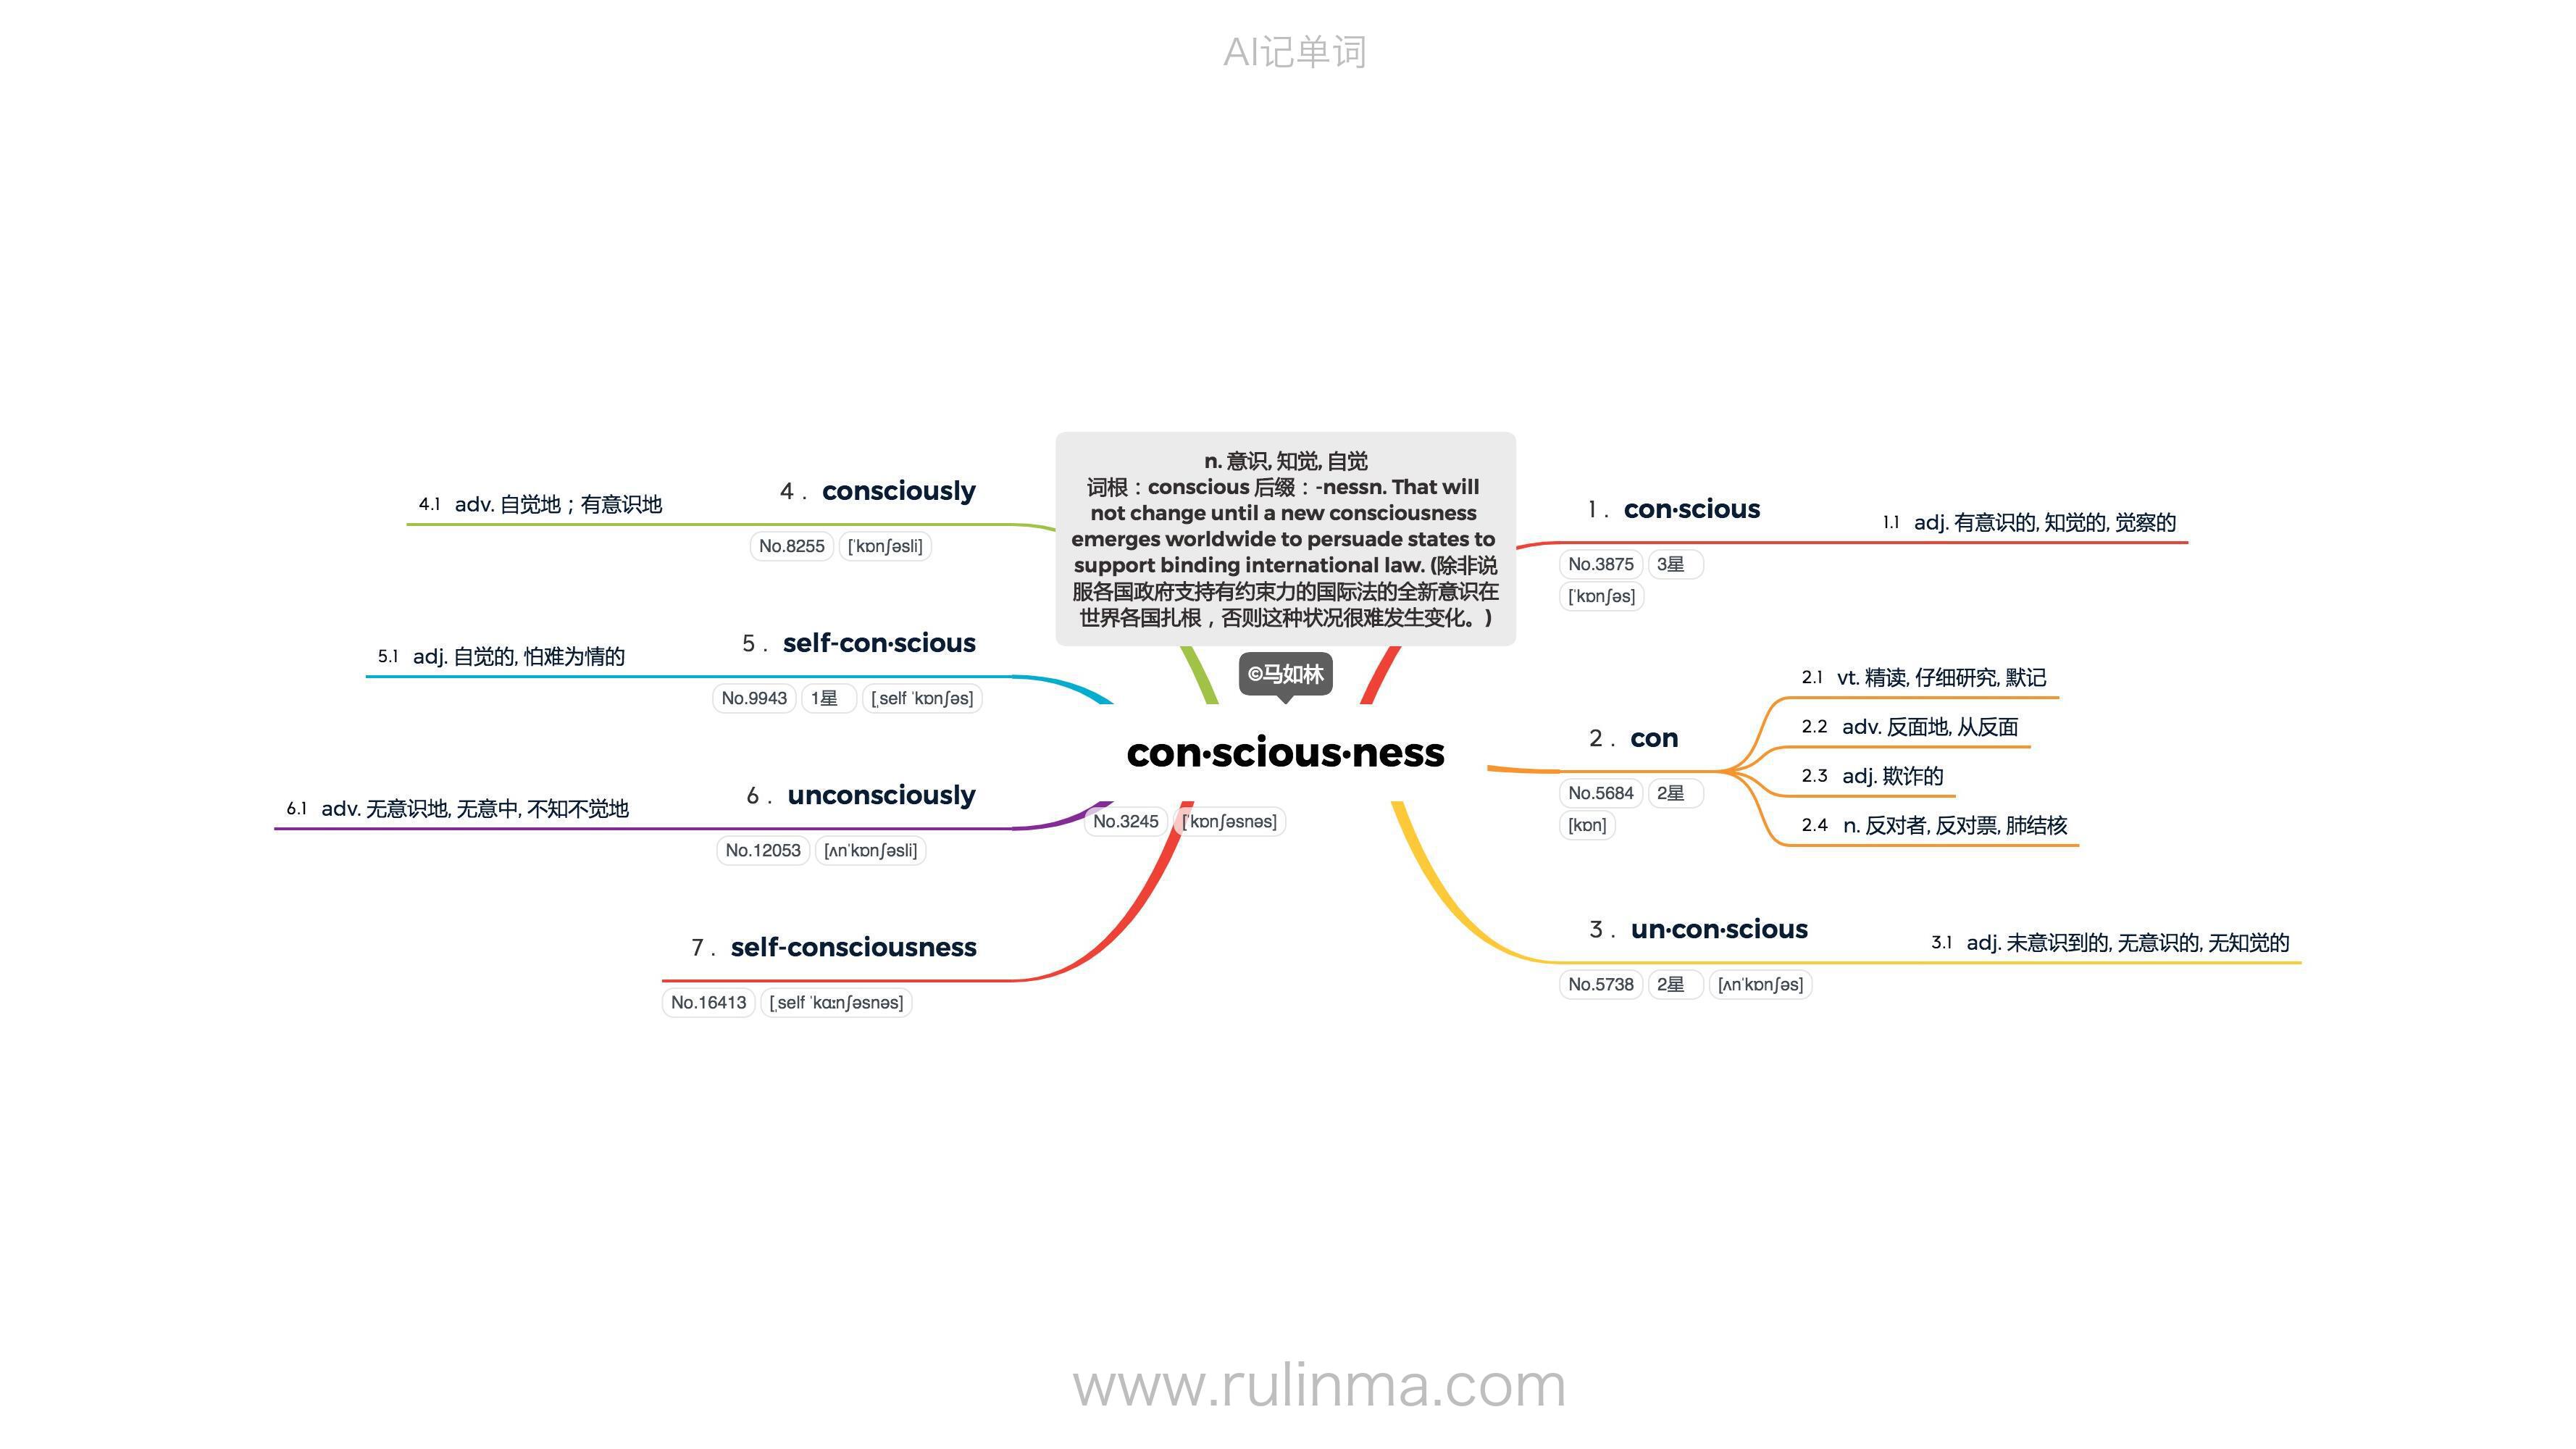 AI记单词
n. 意识, 知觉, 自觉
词根：conscious 后缀：-nessn. That will
not change until a new consciousness
emerges worldwide to persuade states to
support binding international law. (除非说
服各国政府支持有约束力的国际法的全新意识在
世界各国扎根，否则这种状况很难发生变化。)
©马如林
con·scious·ness
No.3245 [ˈkɒnʃəsnəs]
1. con·scious
No.3875 3星
[ˈkɒnʃəs]
1.1 adj. 有意识的, 知觉的, 觉察的
2. con
No.5684 2星
[kɒn]
2.1 vt. 精读, 仔细研究, 默记
2.2 adv. 反面地, 从反面
2.3 adj. 欺诈的
2.4 n. 反对者, 反对票, 肺结核
3. un·con·scious
No.5738 2星 [ʌnˈkɒnʃəs]
3.1 adj. 未意识到的, 无意识的, 无知觉的
4. consciously
No.8255 [ˈkɒnʃəsli]
4.1 adv. 自觉地；有意识地
5. self-con·scious
No.9943 1星 [ˌself ˈkɒnʃəs]
5.1 adj. 自觉的, 怕难为情的
6. unconsciously
No.12053 [ʌnˈkɒnʃəsli]
6.1 adv. 无意识地, 无意中, 不知不觉地
7. self-consciousness
No.16413 [ˌself ˈkɑːnʃəsnəs]
www.rulinma.com